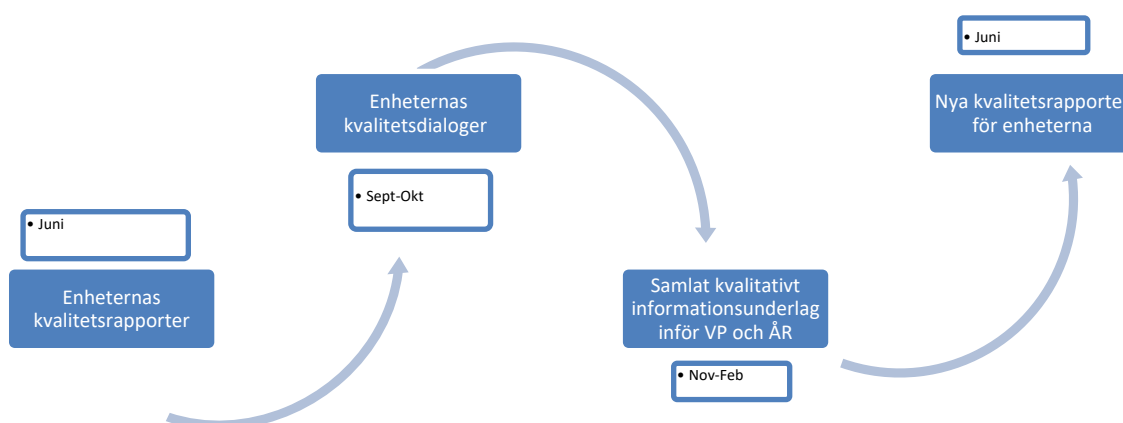 • Juni
Enheternas
kvalitetsrapporter
Enheternas
kvalitetsdialoger
• Sept-Okt
Samlat kvalitativt
informationsunderlag
inför VP och ÅR
• Nov-Feb
• Juni
Nya kvalitetsrapporte
för enheterna